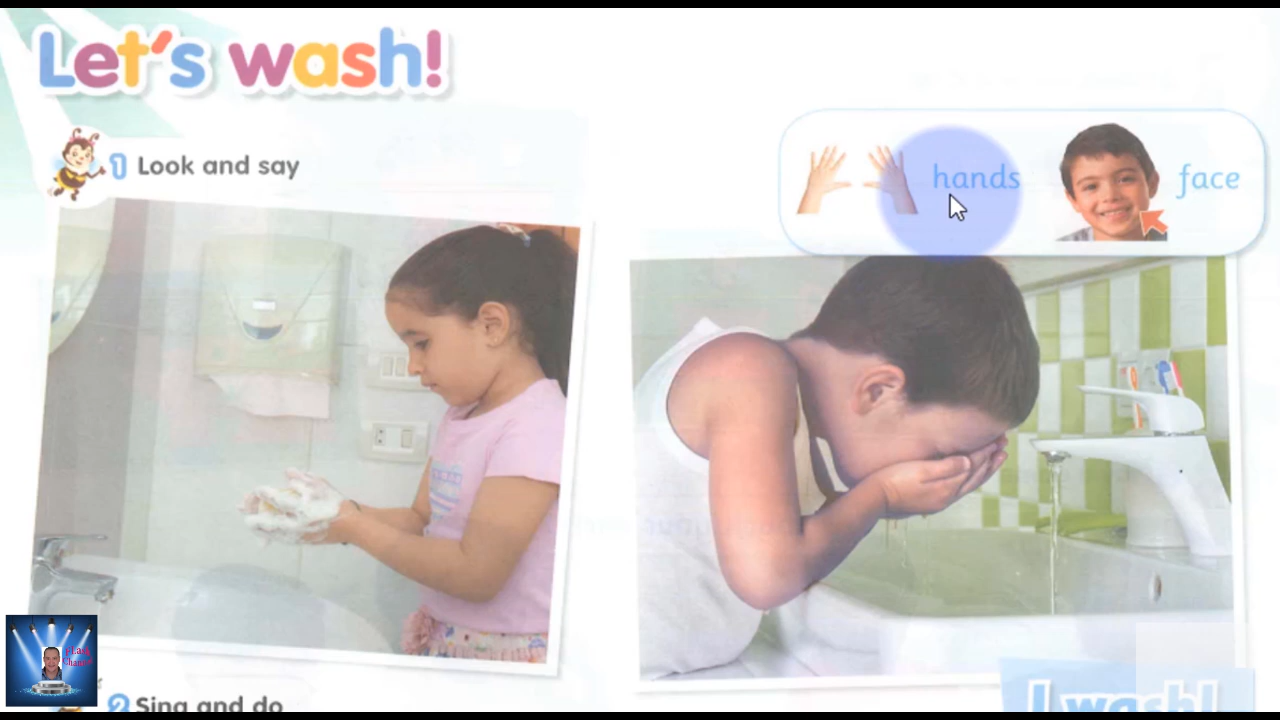 Let's wash!
1 Look and say
hands face
2 Sing and do
I wash!